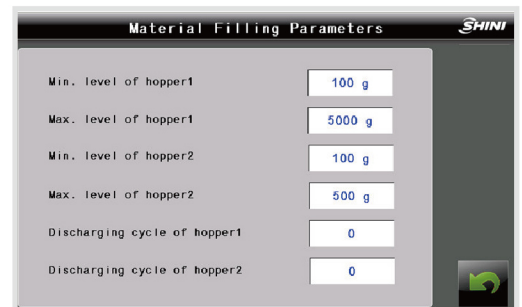 Material Filling Parameters SHINI
Min. level of hopper1 100 g
Max. level of hopper1 5000 g
Min. level of hopper2 100 g
Max. level of hopper2 500 g
Discharging cycle of hopper1 0
Discharging cycle of hopper2 0